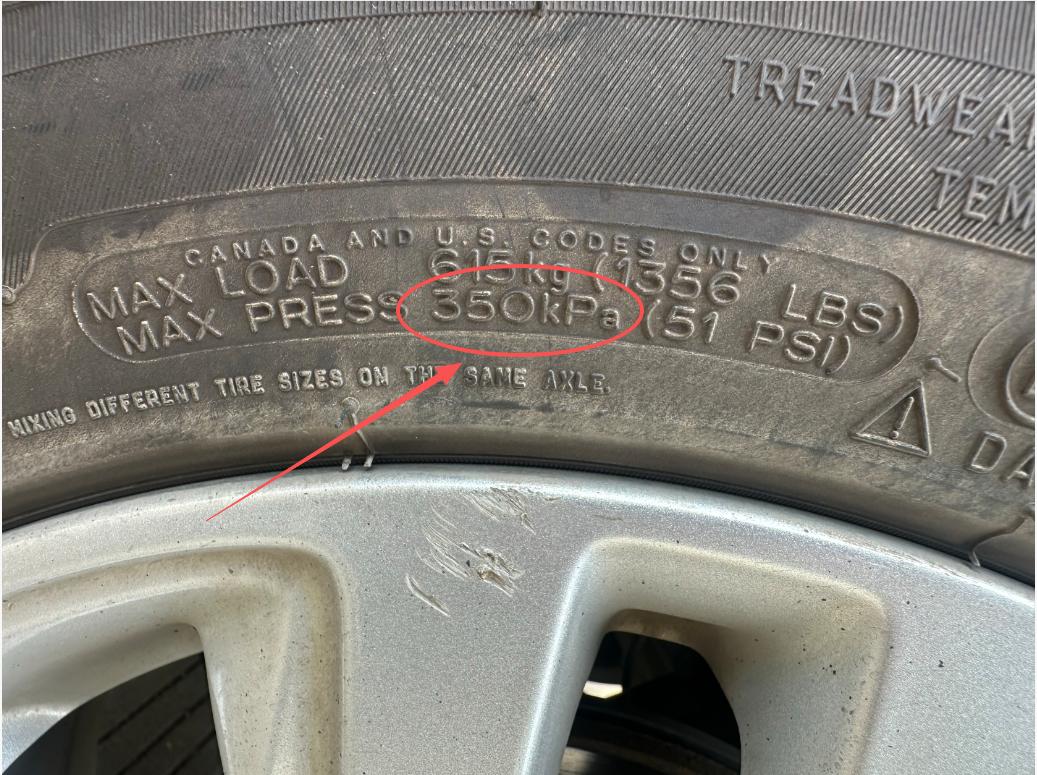 TREADWEA
TEM
CANADA AND U.S. CODES ONLY
MAX LOAD 615kg (1356 LBS)
MAX PRESS 350kPa (51 PSI)
MIXING DIFFERENT TIRE SIZES ON THE SAME AXLE.
DA